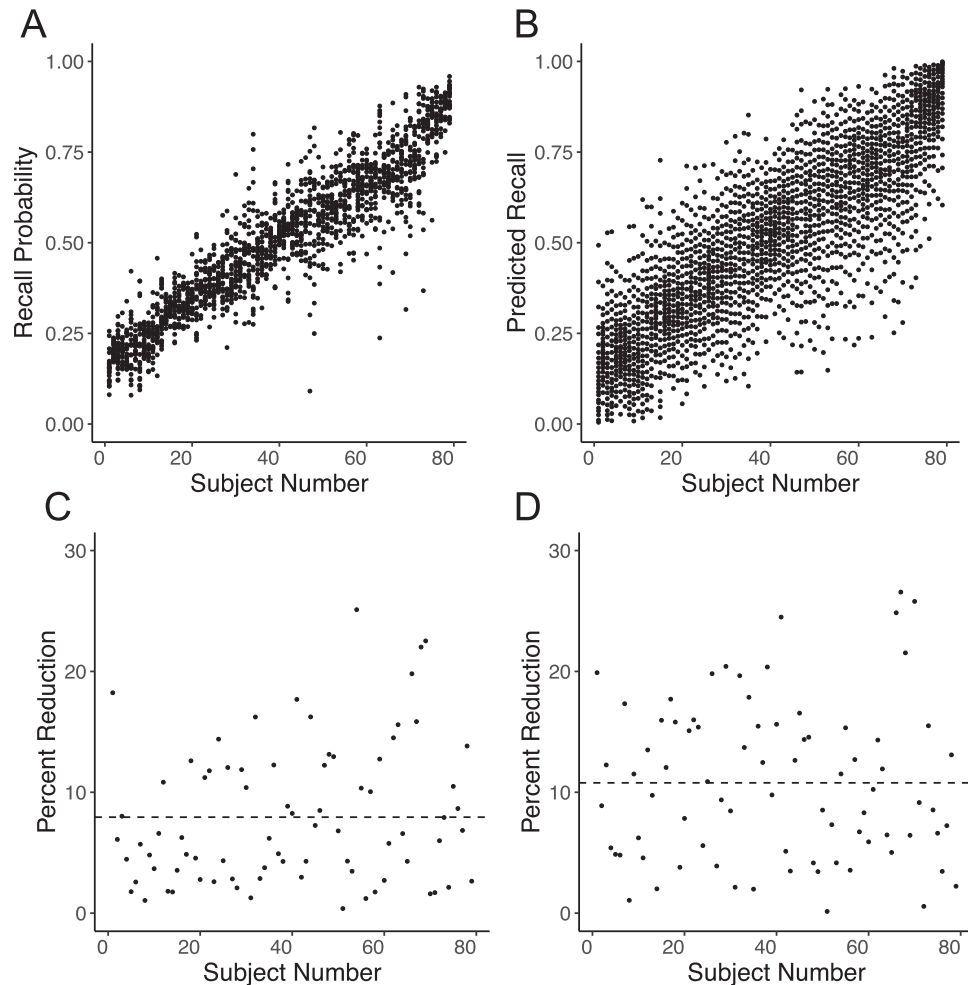 A
B
1.00
0.75
0.50
0.25
0.00
Recall Probability
0 20 40 60 80
Subject Number
1.00
0.75
0.50
0.25
0.00
Predicted Recall
0 20 40 60 80
Subject Number
C
D
30
20
10
0
Percent Reduction
0 20 40 60 80
Subject Number
30
20
10
0
Percent Reduction
0 20 40 60 80
Subject Number